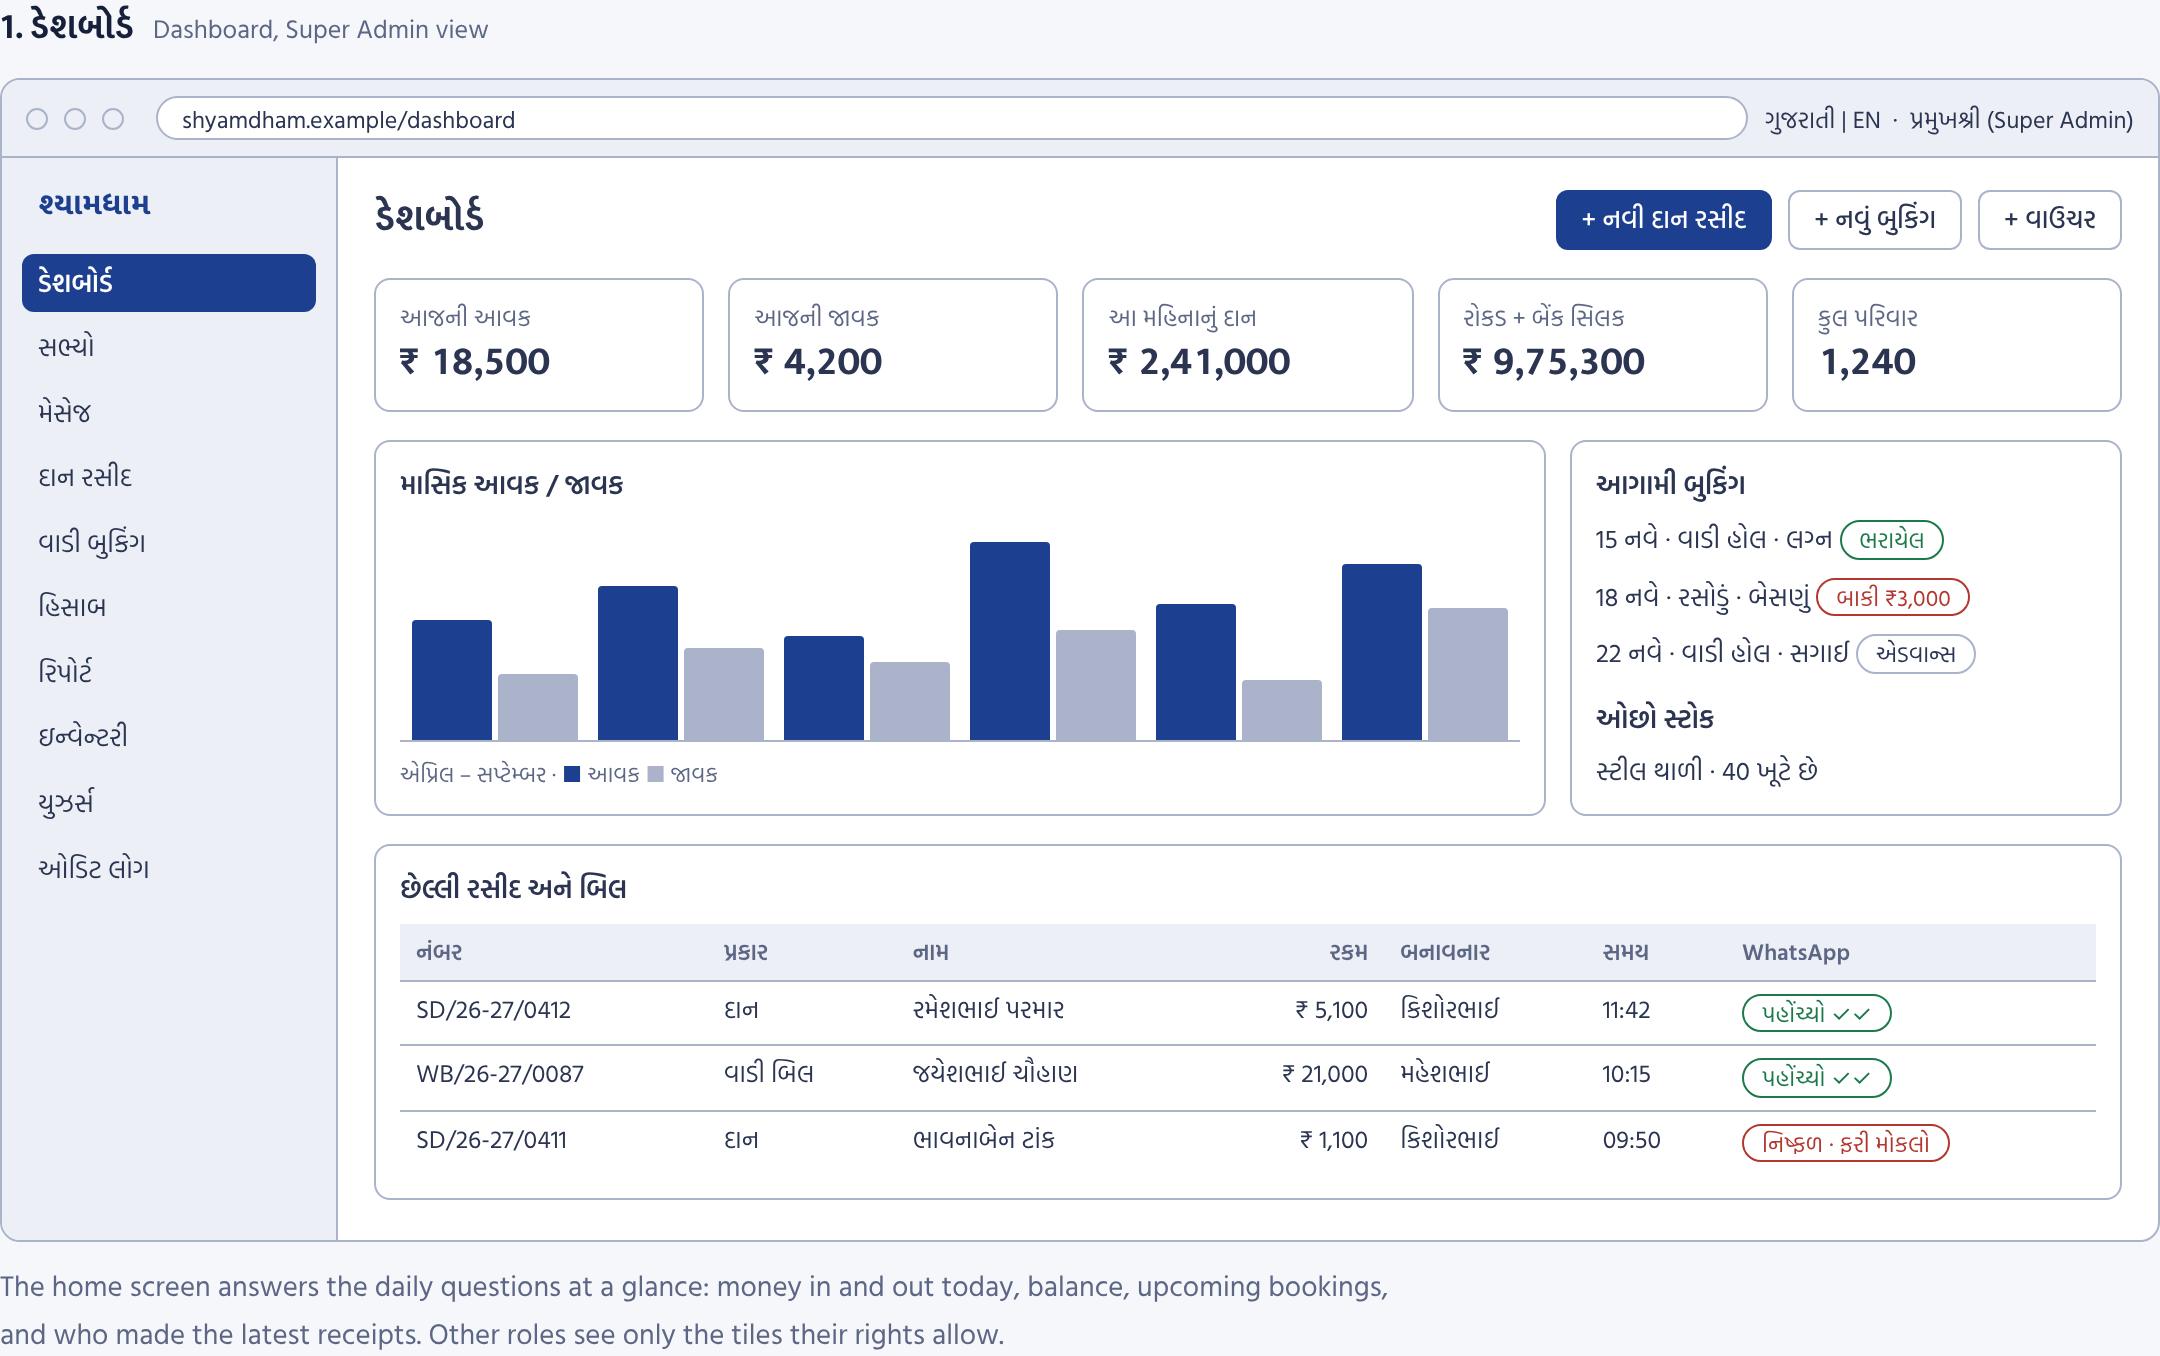 1. ડેશબોર્ડ Dashboard, Super Admin view
shyamdham.example/dashboard
ગુજરાતી | EN · પ્રમુખશ્રી (Super Admin)
શ્યામધામ
ડેશબોર્ડ
સભ્યો
મેસેજ
દાન રસીદ
વાડી બુકિંગ
હિસાબ
રિપોર્ટ
ઇન્વેન્ટરી
યુઝર્સ
ઓડિટ લોગ
ડેશબોર્ડ
+ નવી દાન રસીદ
+ નવું બુકિંગ
+ વાઉચર
આજની આવક
₹ 18,500
આજની જાવક
₹ 4,200
આ મહિનાનું દાન
₹ 2,41,000
રોકડ + બેંક સિલક
₹ 9,75,300
કુલ પરિવાર
1,240
માસિક આવક / જાવક
એપ્રિલ – સપ્ટેમ્બર · આવક જાવક
આગામી બુકિંગ
15 નવે · વાડી હોલ · લગ્ન ભરાયેલ
18 નવે · રસોડું · બેસણું બાકી ₹3,000
22 નવે · વાડી હોલ · સગાઈ એડવાન્સ
ઓછો સ્ટોક
સ્ટીલ થાળી · 40 ખૂટે છે
છેલ્લી રસીદ અને બિલ
નંબર પ્રકાર નામ રકમ બનાવનાર સમય WhatsApp
SD/26-27/0412 દાન રમેશભાઈ પરમાર ₹ 5,100 કિશોરભાઈ 11:42 પહોંચ્યો ✓✓
WB/26-27/0087 વાડી બિલ જયેશભાઈ ચૌહાણ ₹ 21,000 મહેશભાઈ 10:15 પહોંચ્યો ✓✓
SD/26-27/0411 દાન ભાવનાબેન ટાંક ₹ 1,100 કિશોરભાઈ 09:50 નિષ્ફળ · ફરી મોકલો
The home screen answers the daily questions at a glance: money in and out today, balance, upcoming bookings,
and who made the latest receipts. Other roles see only the tiles their rights allow.